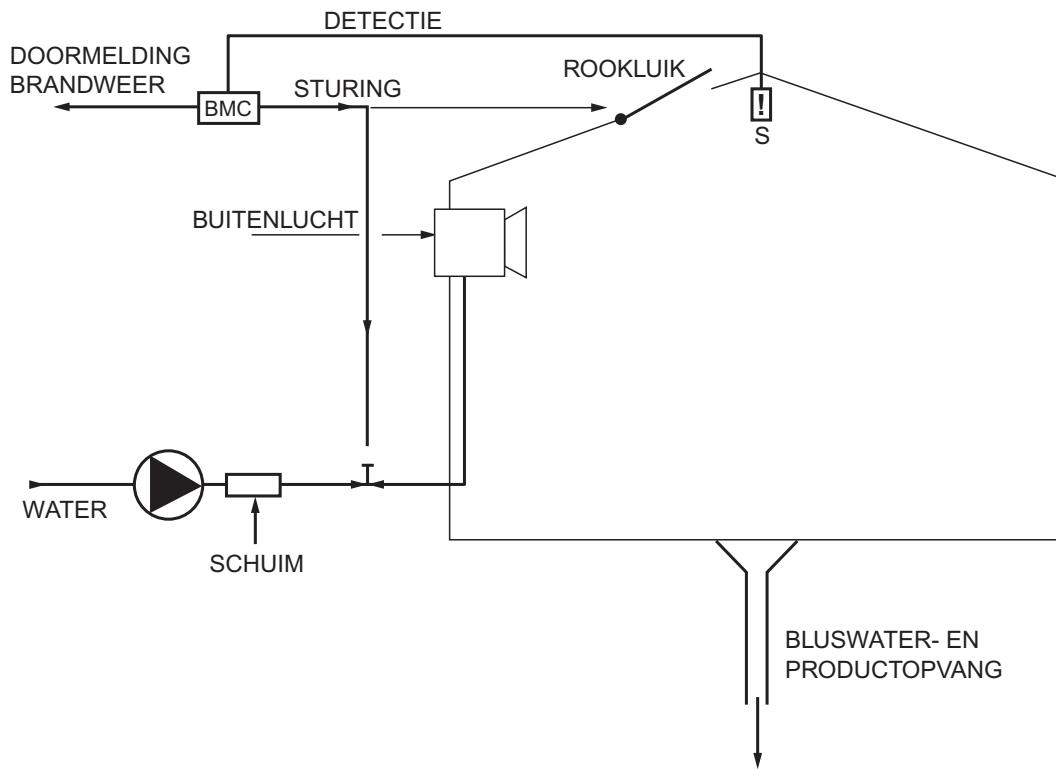 DETECTIE
DOORMELDING
BRANDWEER
ROOKLUIK
STURING
BMC
!
S
BUITENLUCHT
WATER
SCHUIM
BLUSWATER- EN
PRODUCTOPVANG